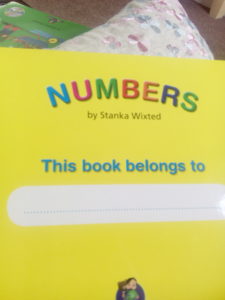 NUMBERS
by Stanka Wixted
This book belongs to